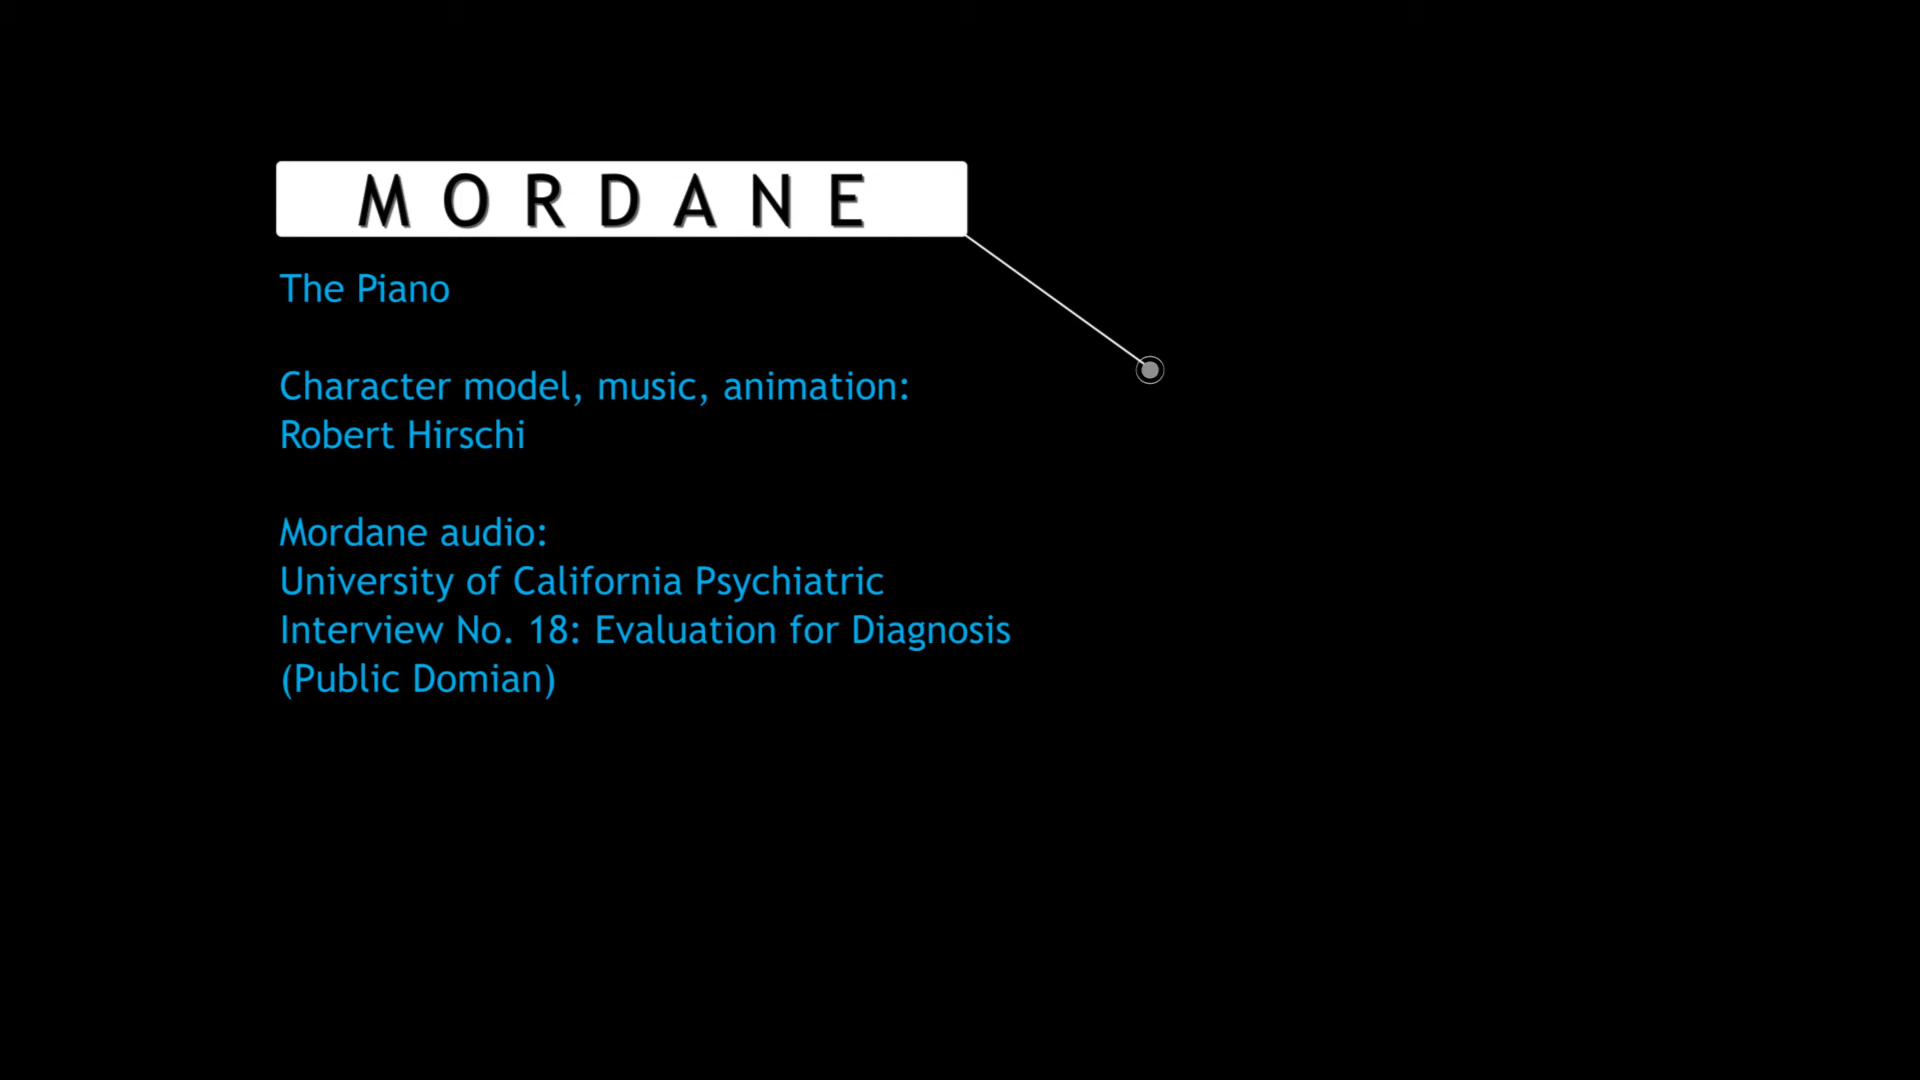 MORDANE
The Piano
Character model, music, animation:
Robert Hirschi
Mordane audio:
University of California Psychiatric
Interview No. 18: Evaluation for Diagnosis
(Public Domian)